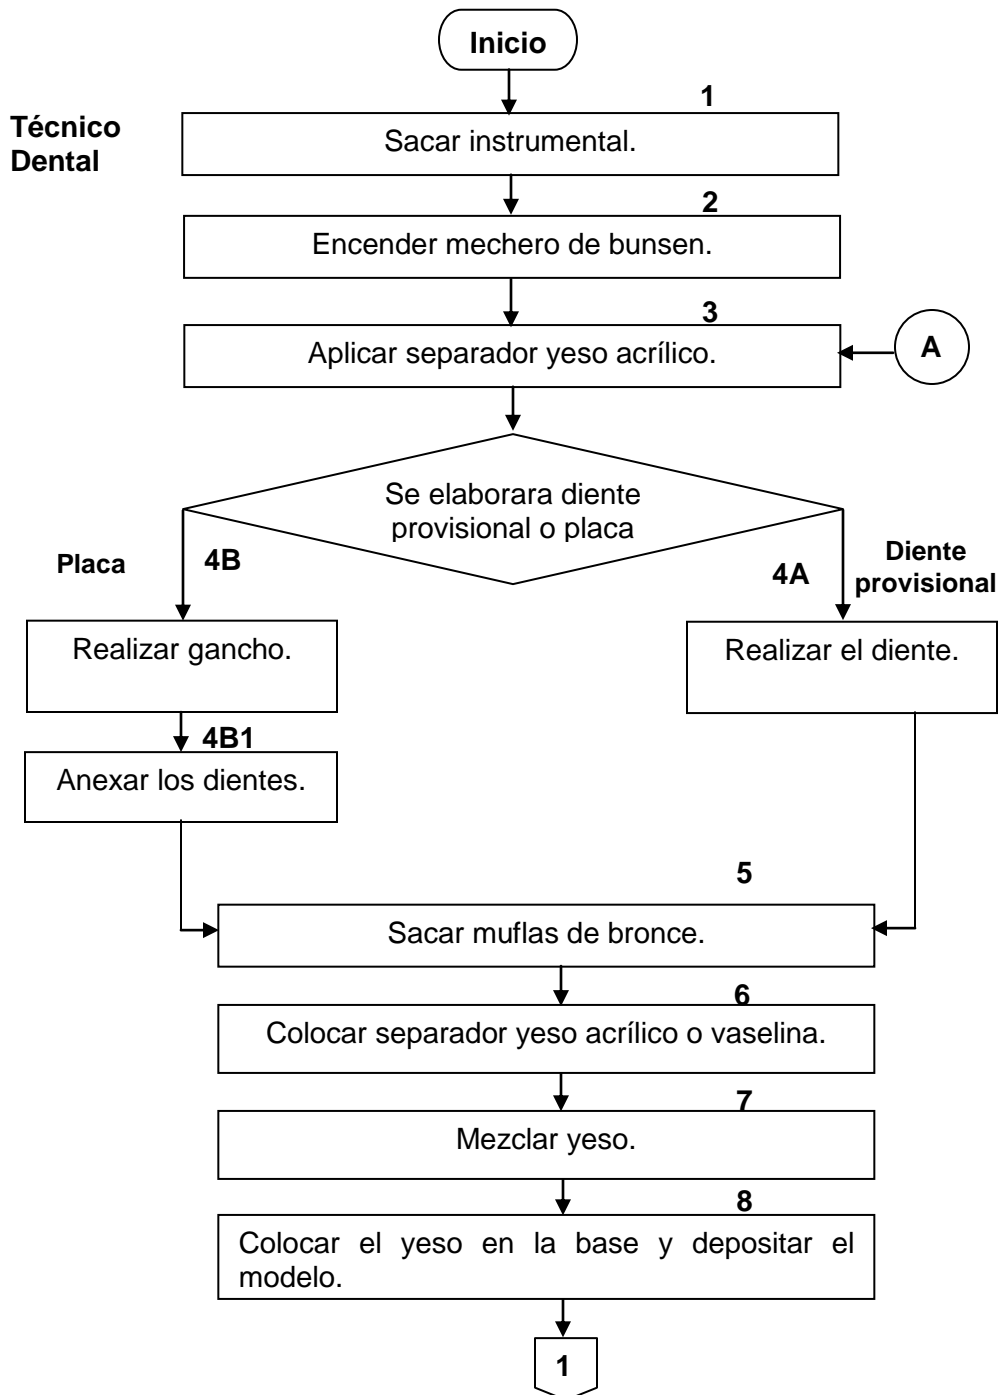 Inicio
Técnico
Dental
1
Sacar instrumental.
2
Encender mechero de bunsen.
3
Aplicar separador yeso acrílico.
A
Se elaborara diente
provisional o placa
Placa
4B
4A
Diente
provisional
Realizar gancho.
Realizar el diente.
4B1
Anexar los dientes.
5
Sacar muflas de bronce.
6
Colocar separador yeso acrílico o vaselina.
7
Mezclar yeso.
8
Colocar el yeso en la base y depositar el
modelo.
1